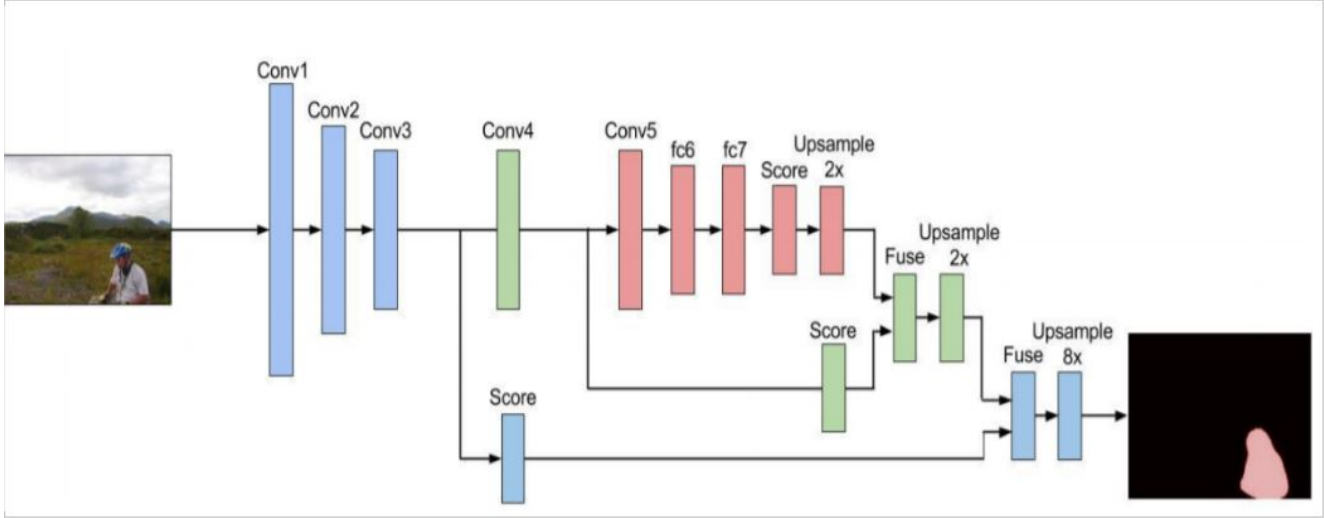 Conv1
Conv2
Conv3
Conv4
Conv5
fc6
fc7
Score
Upsample
2x
Upsample
2x
Fuse
Score
Upsample
8x
Fuse
Score